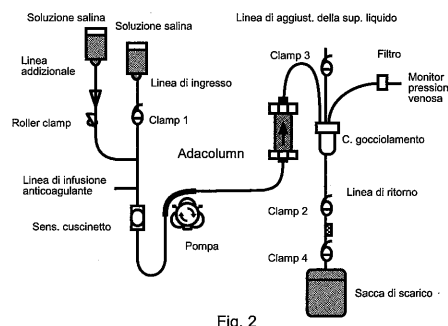 Soluzione salina
Soluzione salina
Linea di aggiust. della sup. liquido
Clamp 3
Filtro
Linea
addizionale
Linea di ingresso
Monitor
pression
venosa
Roller clamp
Clamp 1
C. gocciolamento
Adacolumn
Linea di infusione
anticoagulante
Linea di ritorno
Clamp 2
Sens. cuscinetto
Pompa
Clamp 4
Sacca di scarico
Fig. 2